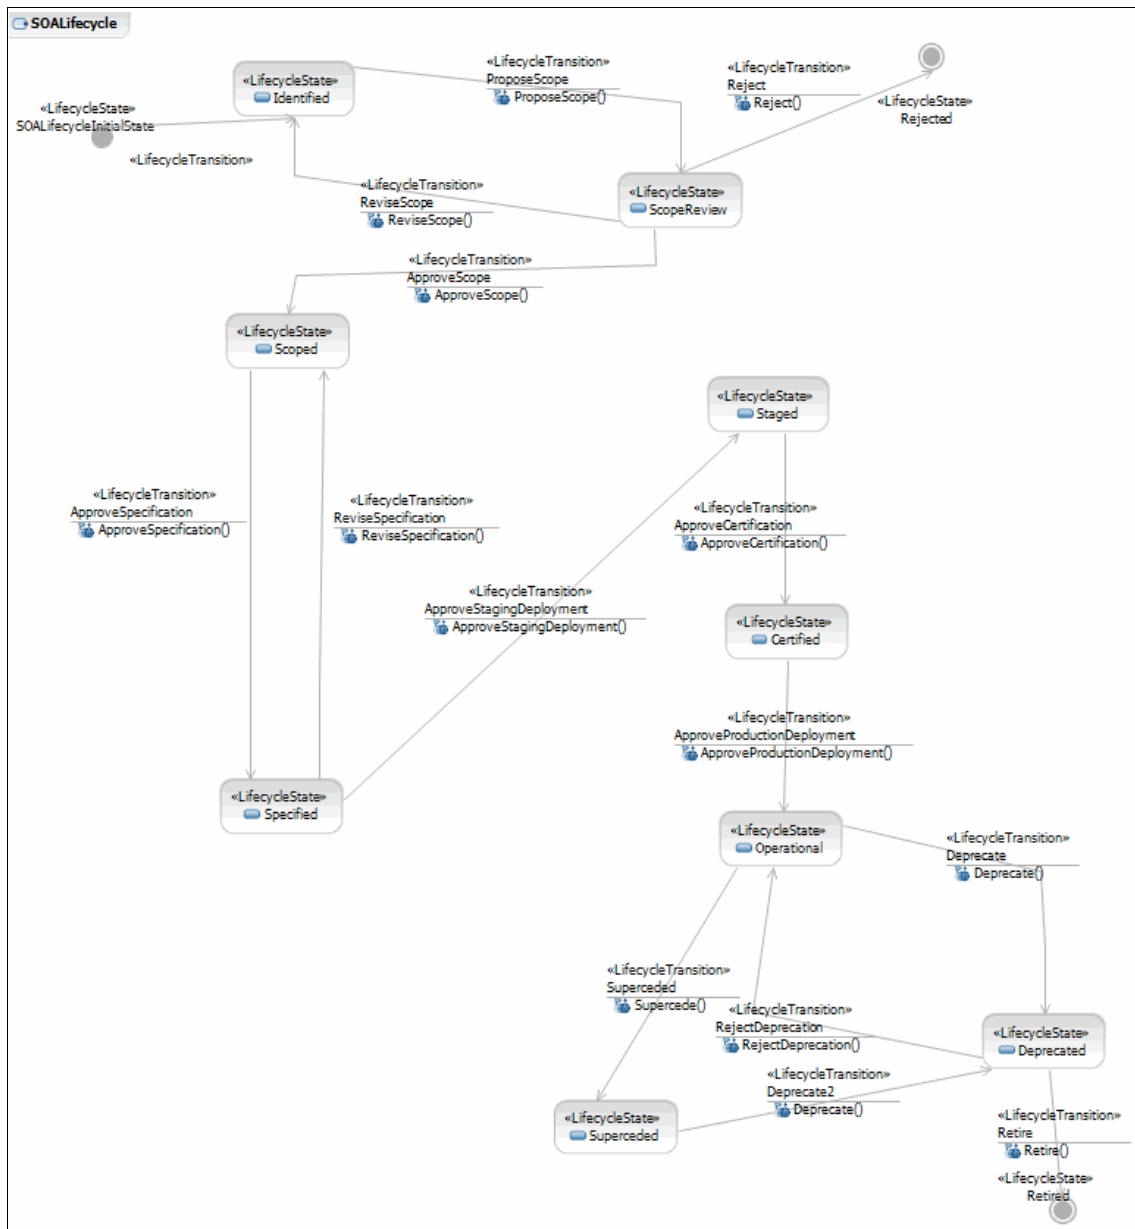 SOALifecycle
«LifecycleState»
SOALifecycleInitialState
«LifecycleTransition»
«LifecycleState»
Identified
«LifecycleTransition»
ProposeScope
ProposeScope()
«LifecycleTransition»
Reject
Reject()
«LifecycleState»
Rejected
«LifecycleTransition»
ReviseScope
ReviseScope()
«LifecycleState»
ScopeReview
«LifecycleTransition»
ApproveScope
ApproveScope()
«LifecycleState»
Scoped
«LifecycleState»
Staged
«LifecycleTransition»
ApproveSpecification
ApproveSpecification()
«LifecycleTransition»
ReviseSpecification
ReviseSpecification()
«LifecycleTransition»
ApproveCertification
ApproveCertification()
«LifecycleTransition»
ApproveStagingDeployment
ApproveStagingDeployment()
«LifecycleState»
Certified
«LifecycleTransition»
ApproveProductionDeployment
ApproveProductionDeployment()
«LifecycleState»
Specified
«LifecycleState»
Operational
«LifecycleTransition»
Deprecate
Deprecate()
«LifecycleTransition»
Superceded
Supercede()
«LifecycleTransition»
RejectDeprecation
RejectDeprecation()
«LifecycleState»
Deprecated
«LifecycleTransition»
Deprecate2
Deprecate()
«LifecycleState»
Superceded
«LifecycleTransition»
Retire
Retire()
«LifecycleState»
Retired